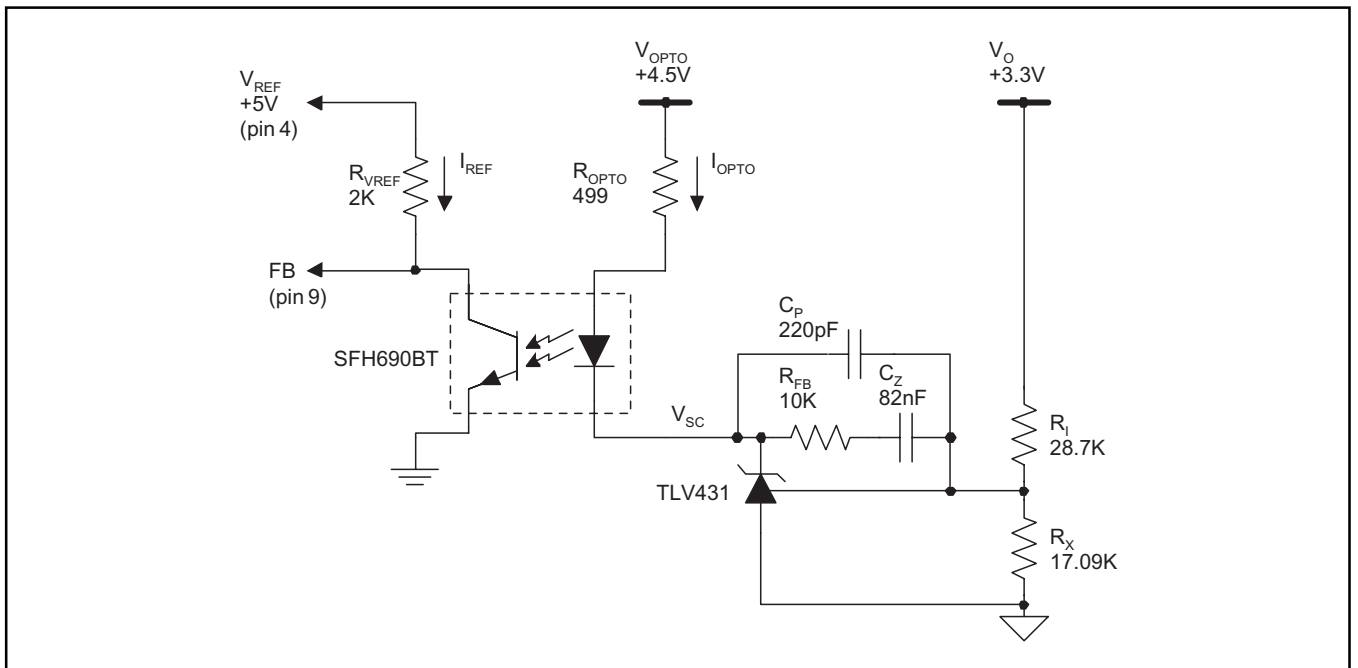 V_REF
+5V
(pin 4)
R_VREF
2K
I_REF
V_OPTO
+4.5V
R_OPTO
499
I_OPTO
V_O
+3.3V
FB
(pin 9)
SFH690BT
C_P
220pF
R_FB
10K
C_Z
82nF
V_SC
TLV431
R_I
28.7K
R_X
17.09K